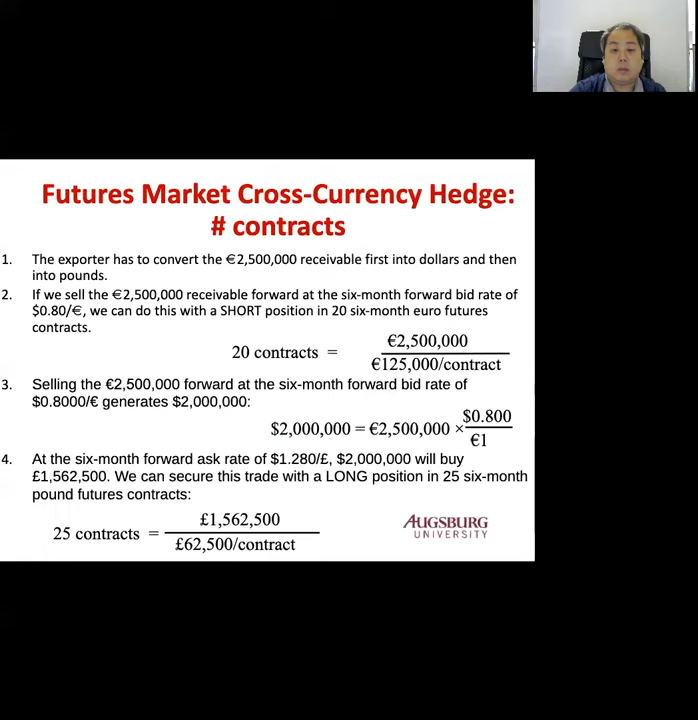 Futures Market Cross-Currency Hedge:
# contracts
1. The exporter has to convert the €2,500,000 receivable first into dollars and then
into pounds.
2. If we sell the €2,500,000 receivable forward at the six-month forward bid rate of
$0.80/€, we can do this with a SHORT position in 20 six-month euro futures
contracts.
20 contracts = €2,500,000
€125,000/contract
3. Selling the €2,500,000 forward at the six-month forward bid rate of
$0.8000/€ generates $2,000,000:
$2,000,000 = €2,500,000 × $0.800
€1
4. At the six-month forward ask rate of $1.280/£, $2,000,000 will buy
£1,562,500. We can secure this trade with a LONG position in 25 six-month
pound futures contracts:
25 contracts = £1,562,500
£62,500/contract
AUGSBURG
UNIVERSITY